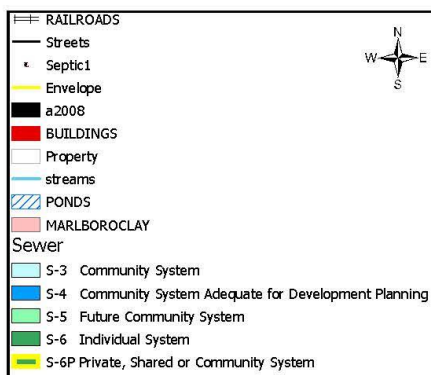 RAILROADS
N
Streets
Septic1
W E
Envelope
S
a2008
BUILDINGS
Property
streams
PONDS
MARLBOROCLAY
Sewer
S-3 Community System
S-4 Community System Adequate for Development Planning
S-5 Future Community System
S-6 Individual System
S-6P Private, Shared or Community System